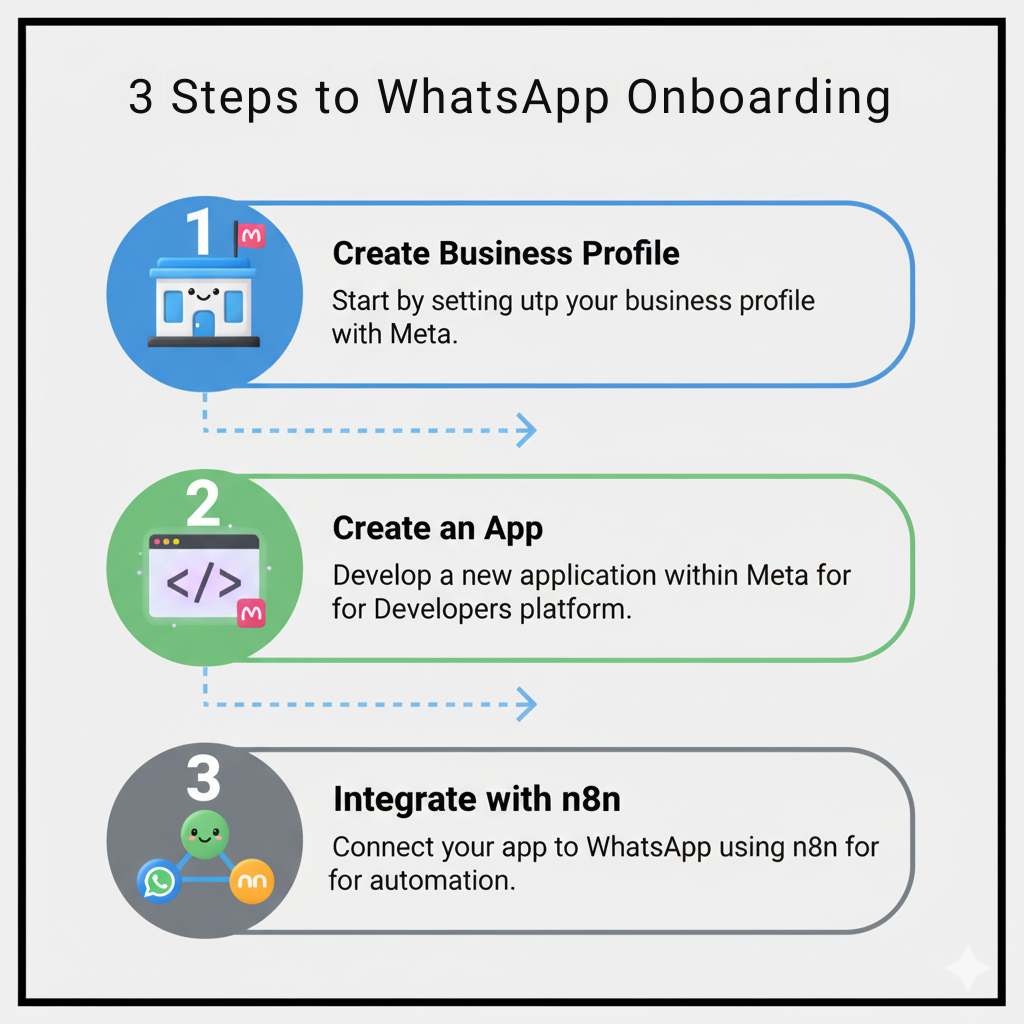 3 Steps to WhatsApp Onboarding
1
Create Business Profile
Start by setting utp your business profile
with Meta.
2
</>
Create an App
Develop a new application within Meta for
for Developers platform.
3
nn
Integrate with n8n
Connect your app to WhatsApp using n8n for
for automation.